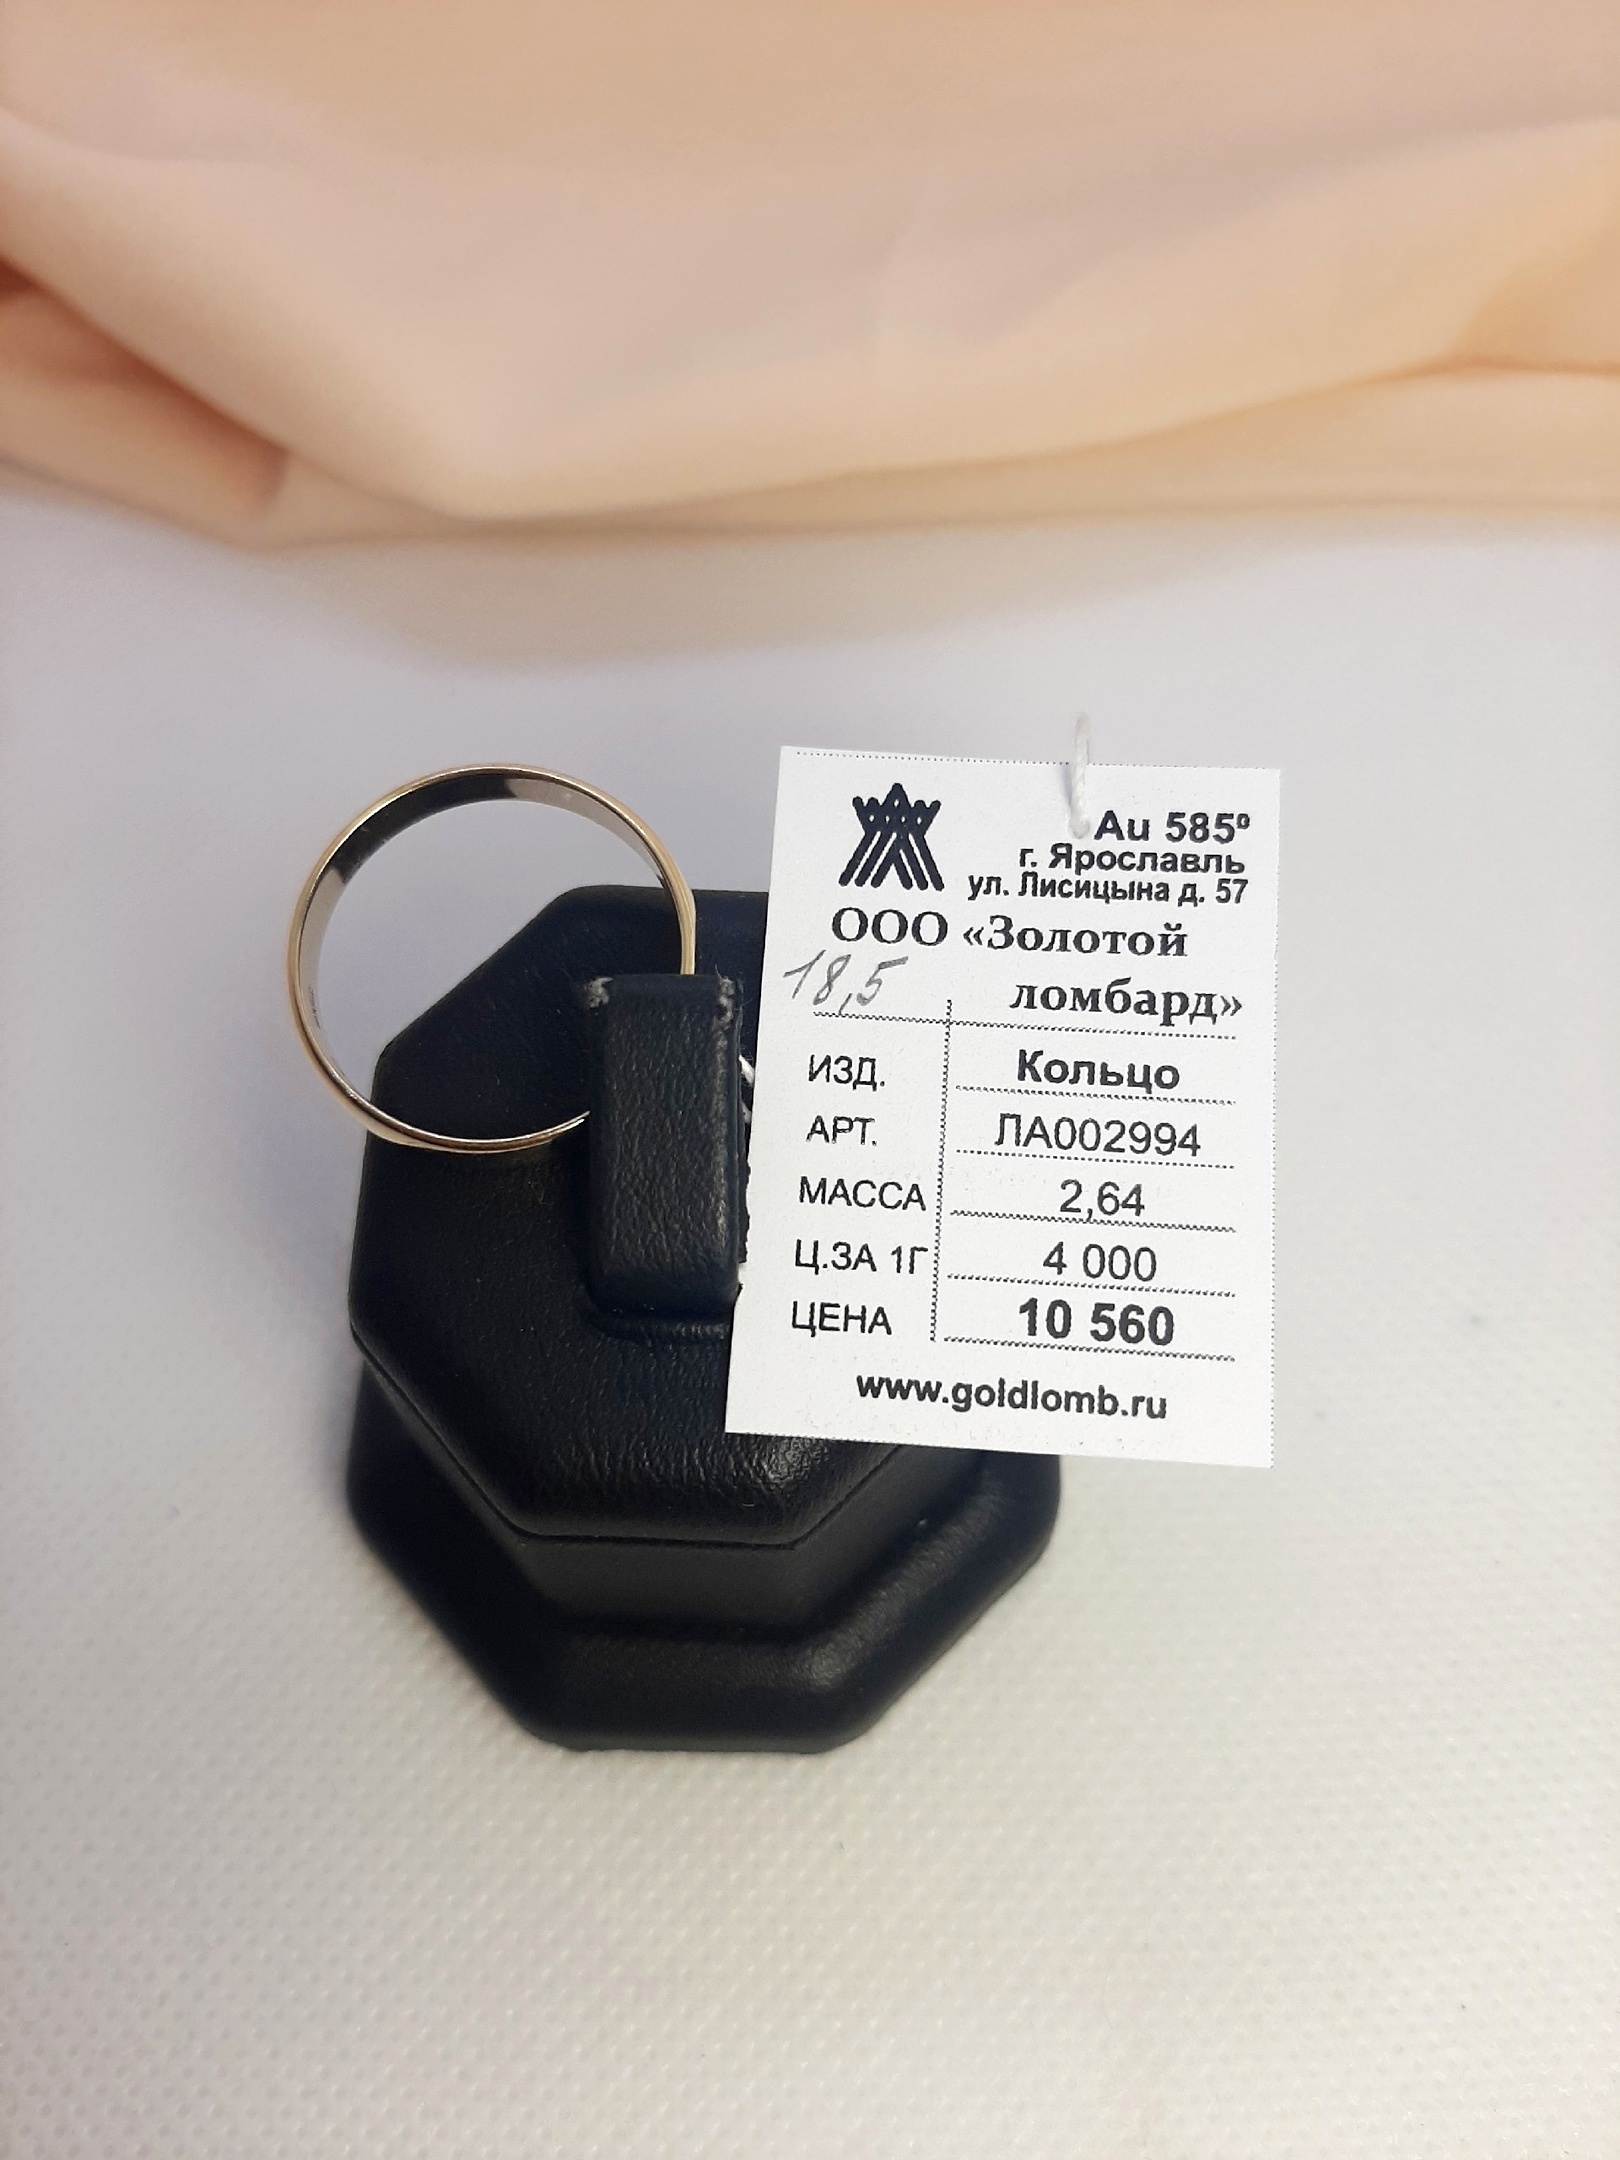 Au 585º
г. Ярославль
ул. Лисицына д. 57
ООО «Золотой
ломбард»
18,5
ИЗД. Кольцо
АРТ. ЛА002994
МАССА 2,64
Ц.ЗА 1Г 4 000
ЦЕНА 10 560
www.goldlomb.ru